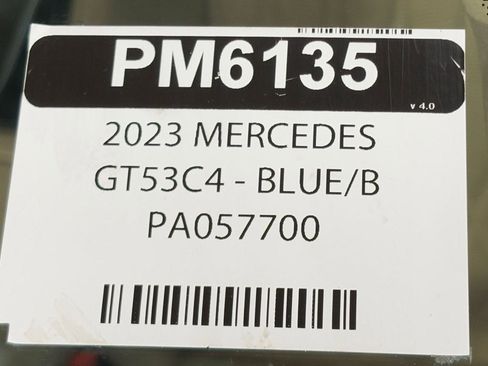 PM6135
v 4.0
2023 MERCEDES
GT53C4 - BLUE/B
PA057700